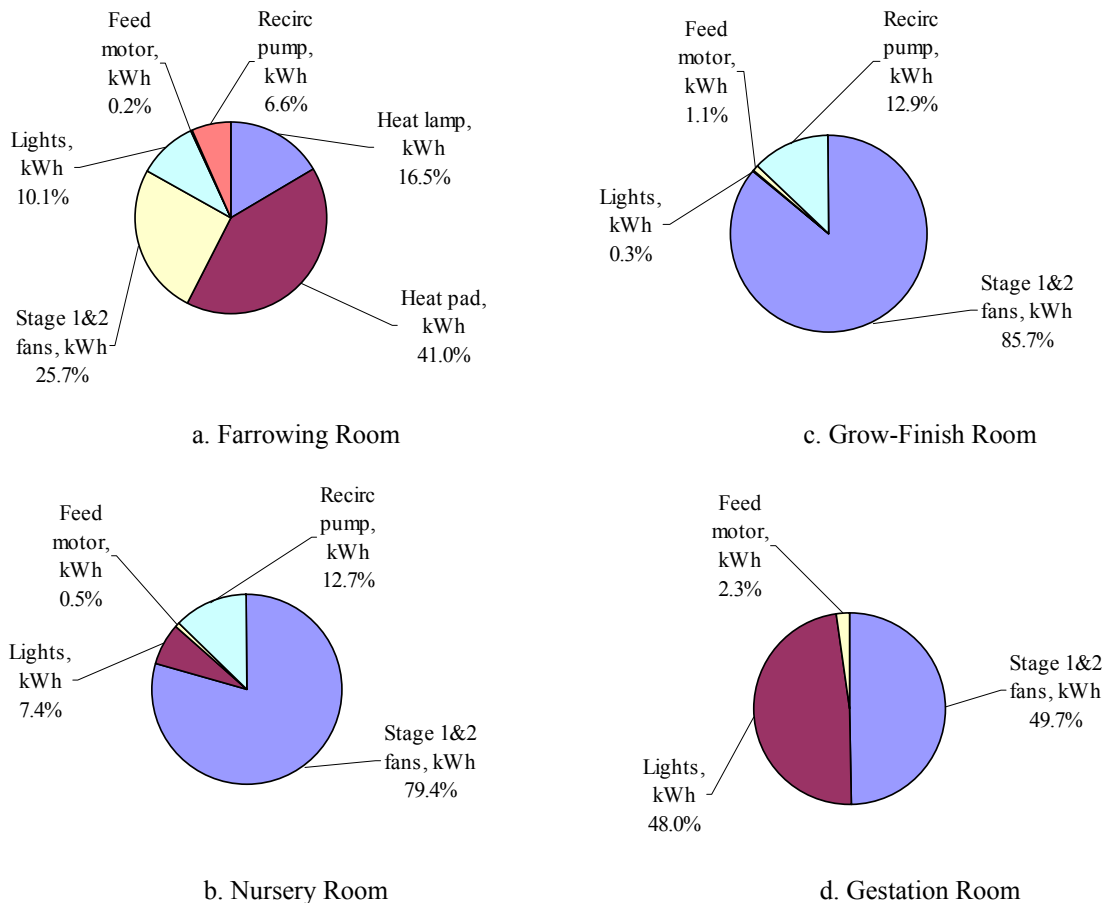 Feed
motor,
kWh
0.2%
Recirc
pump,
kWh
6.6%
Heat lamp,
kWh
16.5%
Lights,
kWh
10.1%
Heat pad,
kWh
41.0%
Stage 1&2
fans, kWh
25.7%
a. Farrowing Room
Feed
motor,
kWh
1.1%
Recirc
pump,
kWh
12.9%
Lights,
kWh
0.3%
Stage 1&2
fans, kWh
85.7%
c. Grow-Finish Room
Feed
motor,
kWh
0.5%
Recirc
pump,
kWh
12.7%
Lights,
kWh
7.4%
Stage 1&2
fans, kWh
79.4%
b. Nursery Room
Feed
motor,
kWh
2.3%
Stage 1&2
fans, kWh
49.7%
Lights,
kWh
48.0%
d. Gestation Room